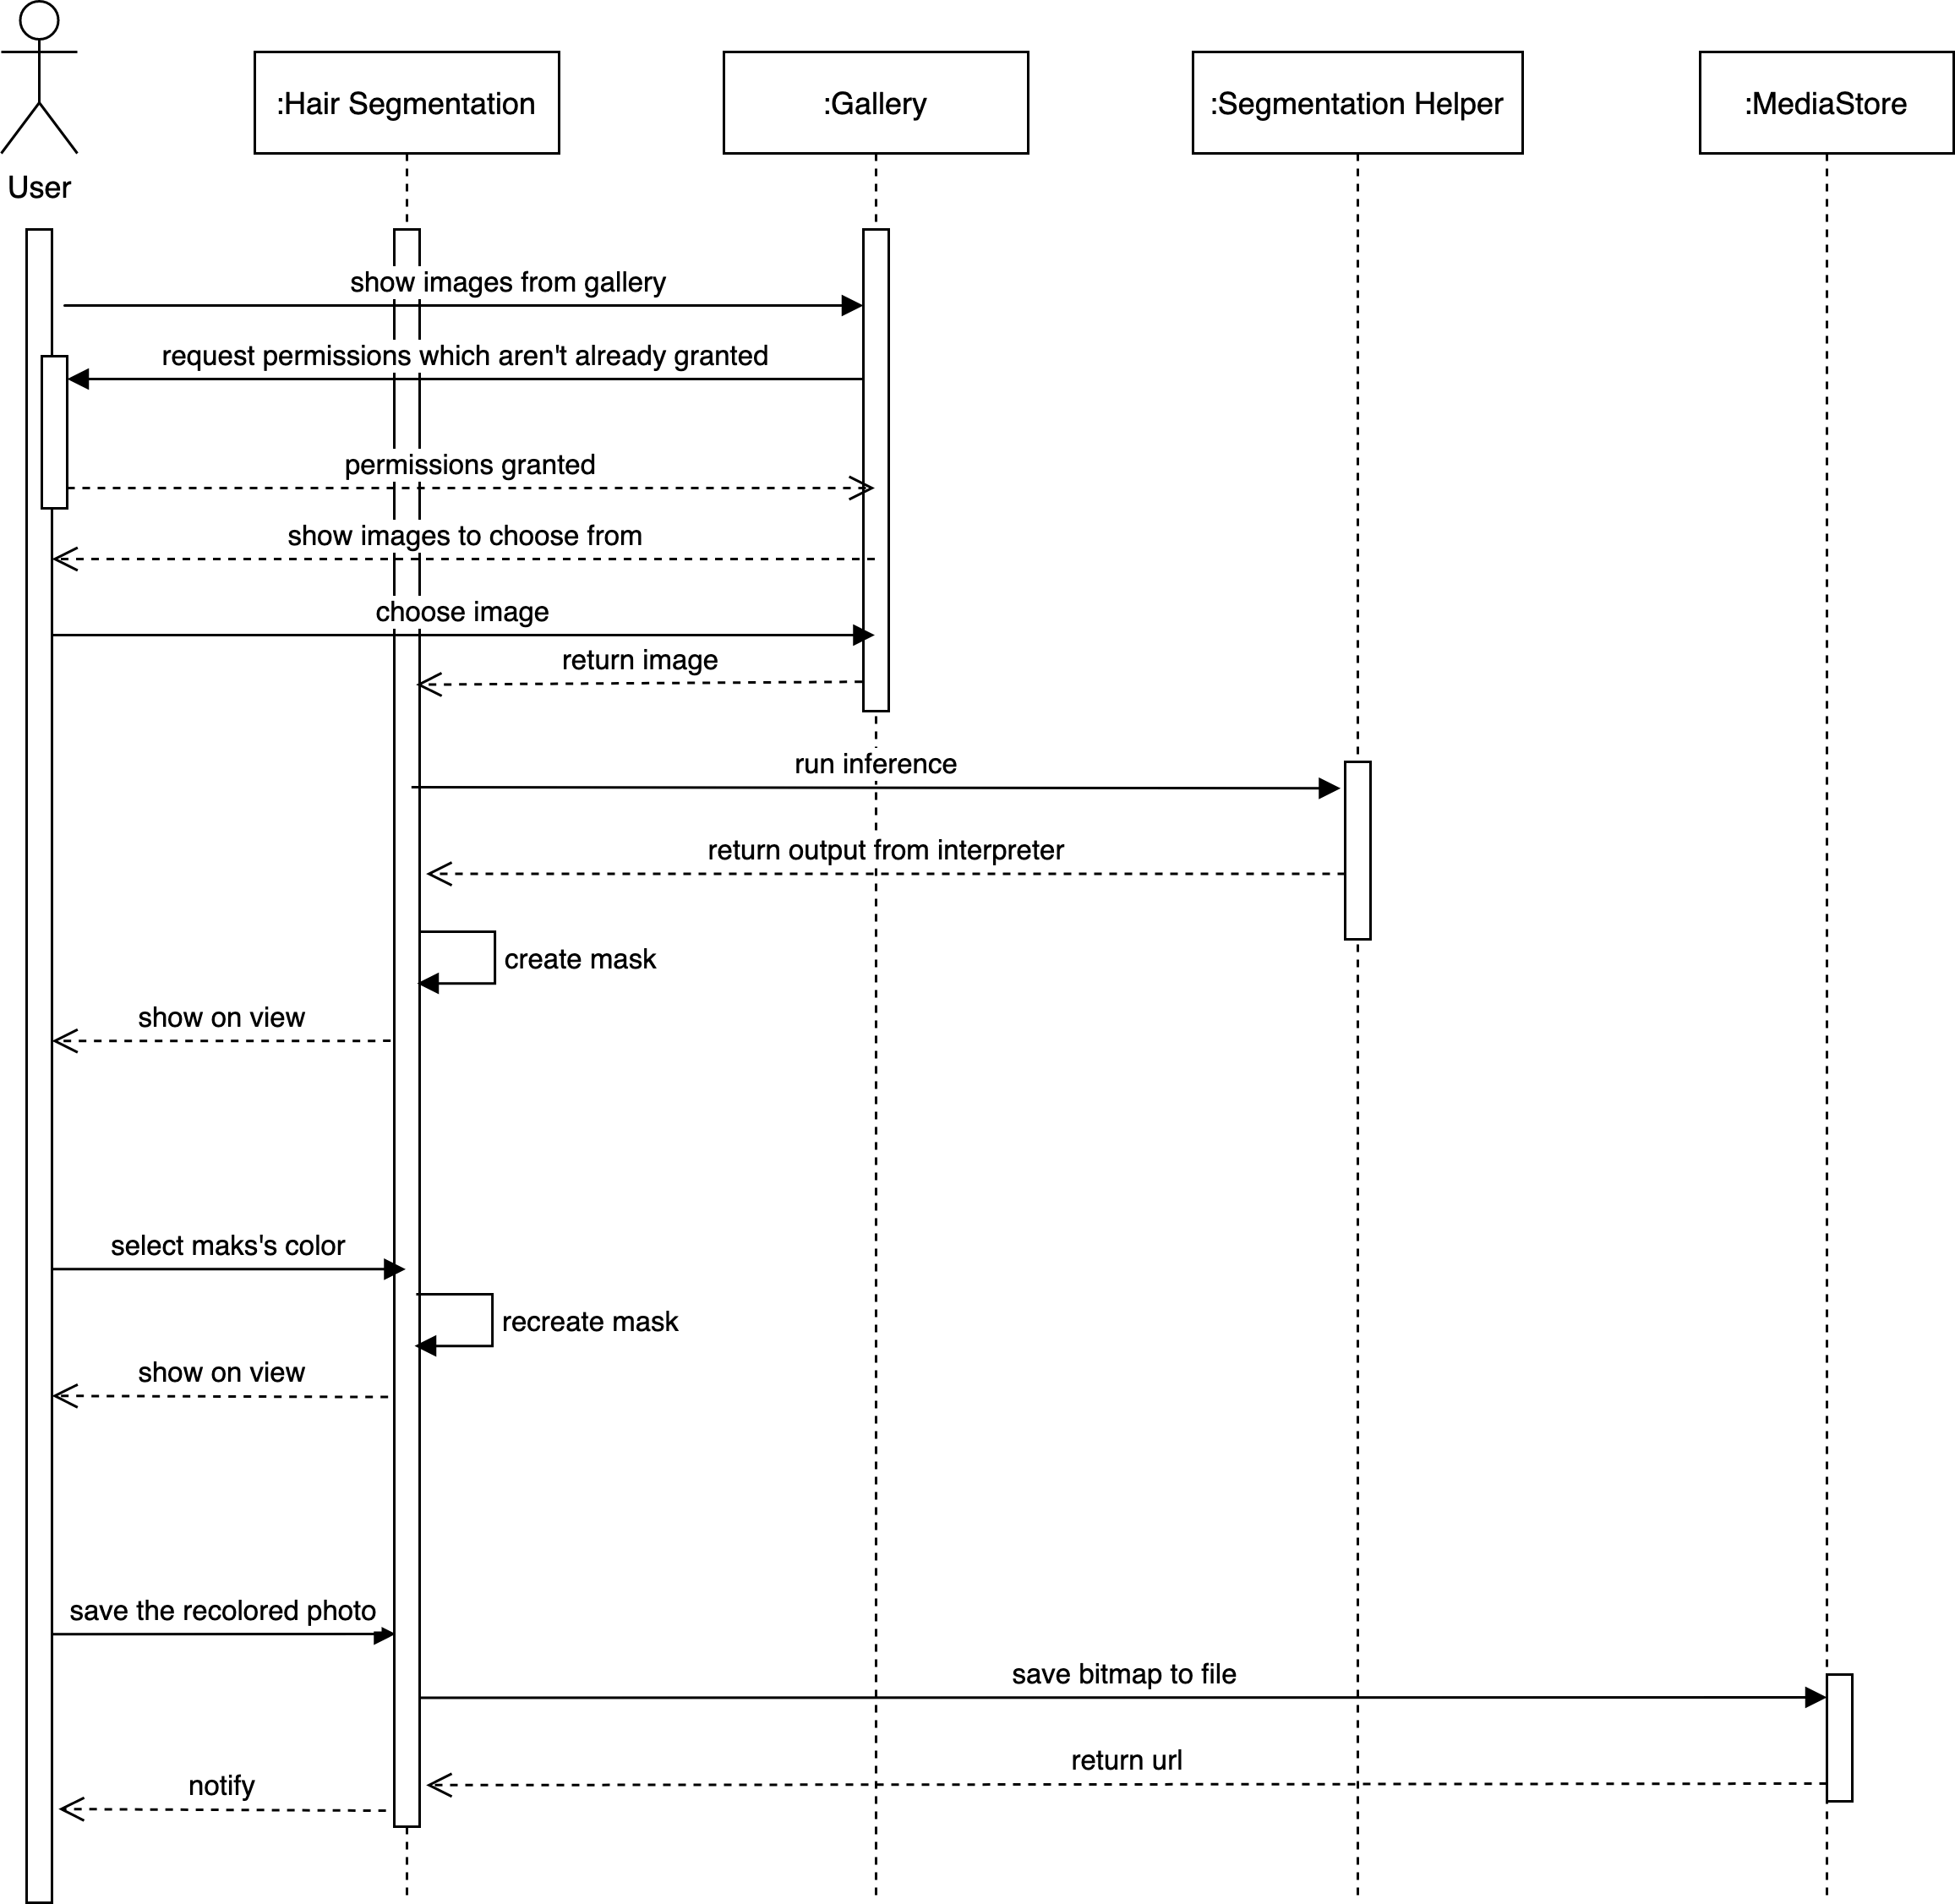 :Hair Segmentation
:Gallery
:Segmentation Helper
:MediaStore
User
show images from gallery
request permissions which aren't already granted
permissions granted
show images to choose from
choose image
return image
run inference
return output from interpreter
create mask
show on view
select maks's color
recreate mask
show on view
save the recolored photo
save bitmap to file
return url
notify